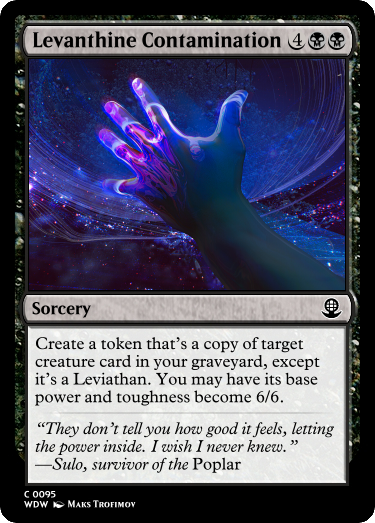 Levanthine Contamination 4
Sorcery
Create a token that's a copy of target
creature card in your graveyard, except
it's a Leviathan. You may have its base
power and toughness become 6/6.
“They don't tell you how good it feels, letting
the power inside. I wish I never knew.”
—Sulo, survivor of the Poplar
C 0095
WDW Maks Trofimov